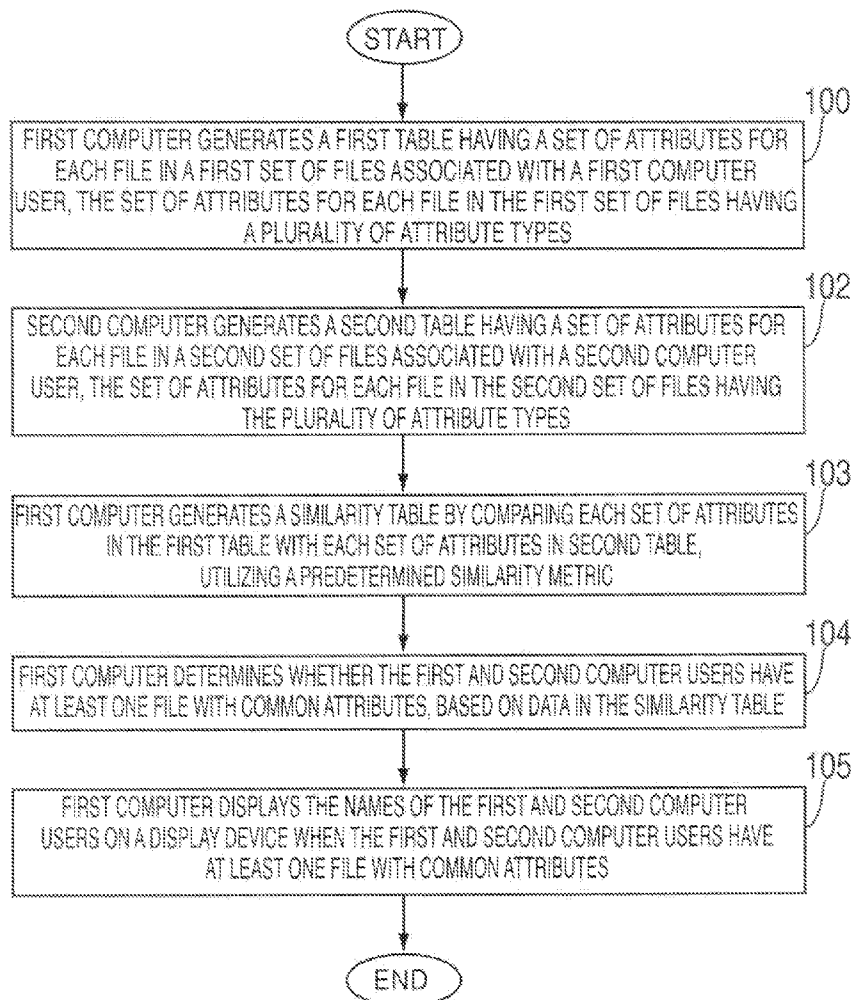 START
100
FIRST COMPUTER GENERATES A FIRST TABLE HAVING A SET OF ATTRIBUTES FOR
EACH FILE IN A FIRST SET OF FILES ASSOCIATED WITH A FIRST COMPUTER
USER, THE SET OF ATTRIBUTES FOR EACH FILE IN THE FIRST SET OF FILES HAVING
A PLURALITY OF ATTRIBUTE TYPES
102
SECOND COMPUTER GENERATES A SECOND TABLE HAVING A SET OF ATTRIBUTES FOR
EACH FILE IN A SECOND SET OF FILES ASSOCIATED WITH A SECOND COMPUTER
USER, THE SET OF ATTRIBUTES FOR EACH FILE IN THE SECOND SET OF FILES HAVING
THE PLURALITY OF ATTRIBUTE TYPES
103
FIRST COMPUTER GENERATES A SIMILARITY TABLE BY COMPARING EACH SET OF ATTRIBUTES
IN THE FIRST TABLE WITH EACH SET OF ATTRIBUTES IN SECOND TABLE,
UTILIZING A PREDETERMINED SIMILARITY METRIC
104
FIRST COMPUTER DETERMINES WHETHER THE FIRST AND SECOND COMPUTER USERS HAVE
AT LEAST ONE FILE WITH COMMON ATTRIBUTES, BASED ON DATA IN THE SIMILARITY TABLE
105
FIRST COMPUTER DISPLAYS THE NAMES OF THE FIRST AND SECOND COMPUTER
USERS ON A DISPLAY DEVICE WHEN THE FIRST AND SECOND COMPUTER USERS HAVE
AT LEAST ONE FILE WITH COMMON ATTRIBUTES
END